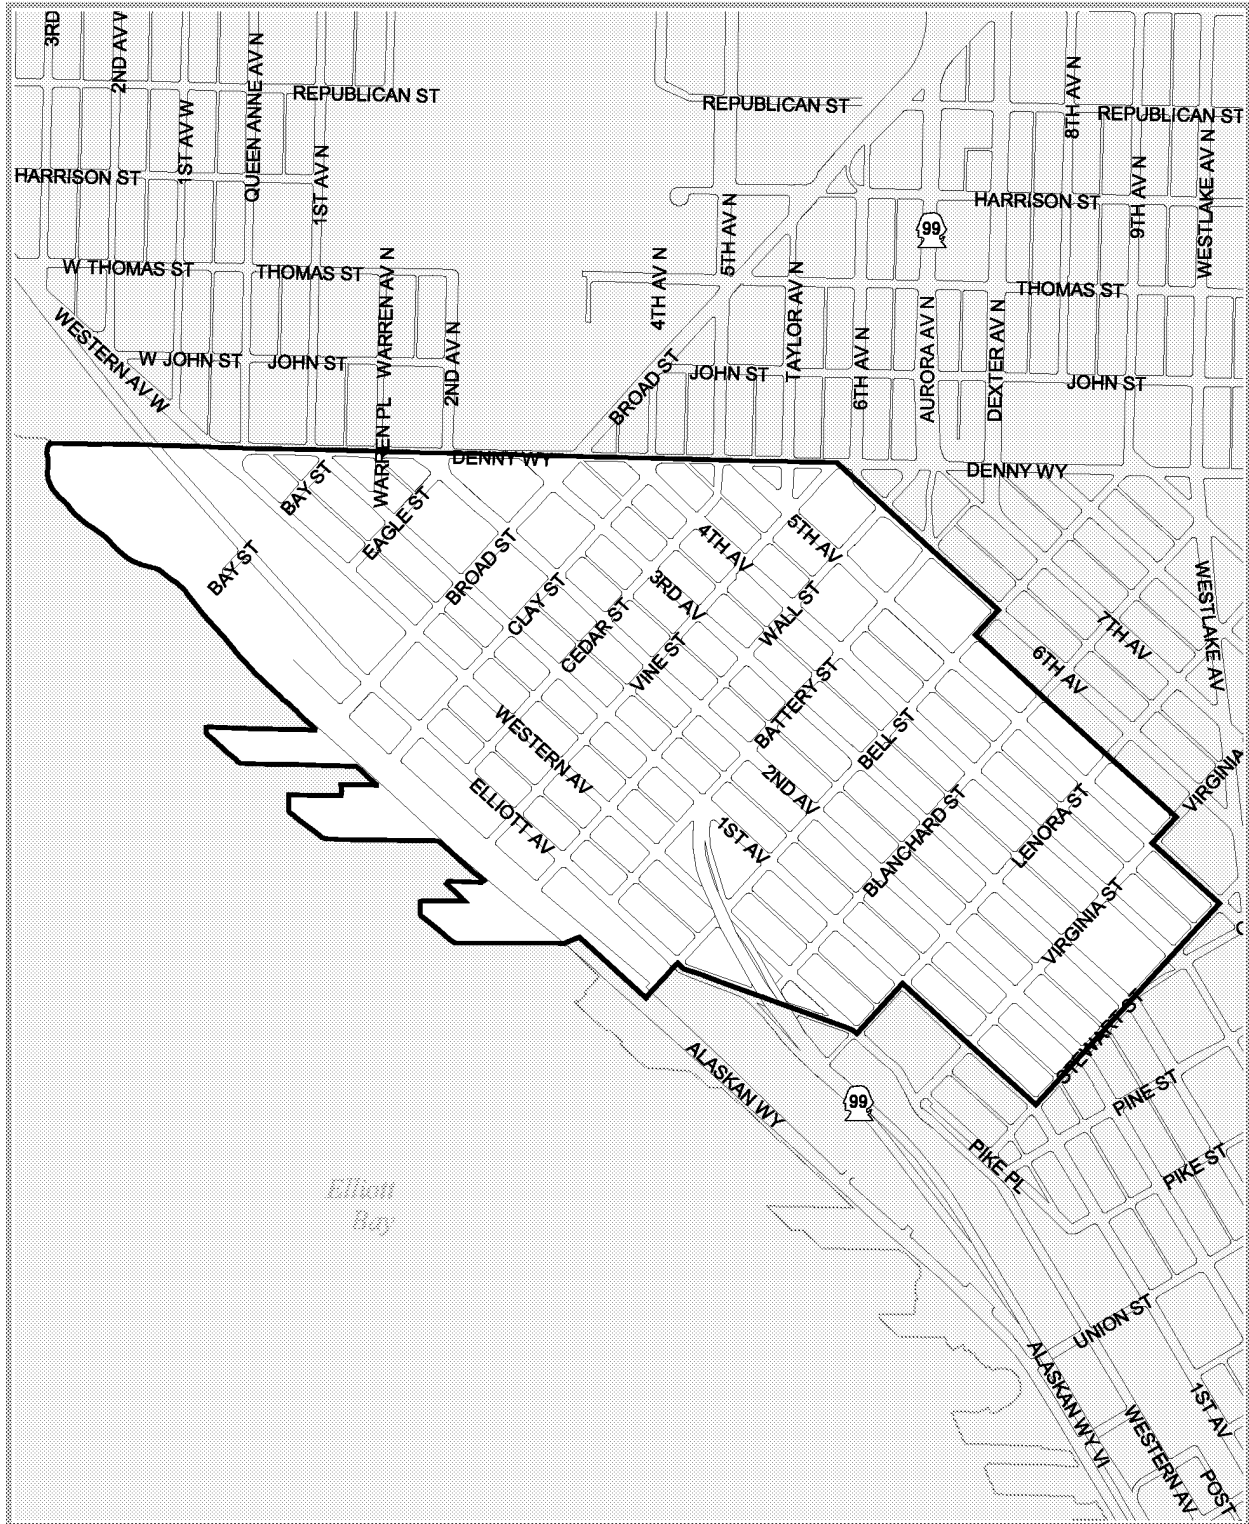 3RD
2ND AV W
1ST AV W
QUEEN ANNE AV N
REPUBLICAN ST
REPUBLICAN ST
8TH AV N
REPUBLICAN ST
HARRISON ST
1ST AV N
5TH AV N
HARRISON ST
9TH AV N
WESTLAKE AV N
99
W THOMAS ST
THOMAS ST
WARREN AV N
4TH AV N
TAYLOR AV N
THOMAS ST
WESTERN AV W
W JOHN ST
JOHN ST
2ND AV N
BROAD ST
JOHN ST
6TH AV N
AURORA AV N
DEXTER AV N
JOHN ST
WARREN PL
DENNY WY
DENNY WY
BAY ST
EAGLE ST
BAY ST
BROAD ST
CLAY ST
CEDAR ST
VINE ST
3RD AV
4TH AV
5TH AV
WALL ST
BATTERY ST
BELL ST
6TH AV
7TH AV
WESTLAKE AV
WESTERN AV
ELLIOTT AV
2ND AV
1ST AV
BLANCHARD ST
LENORA ST
VIRGINIA
VIRGINIA ST
STEWART ST
ALASKAN WY
99
PINE ST
PIKE ST
PIKE PL
Elliott
Bay
UNION ST
ALASKAN WY VI
WESTERN AV
1ST AV
POST